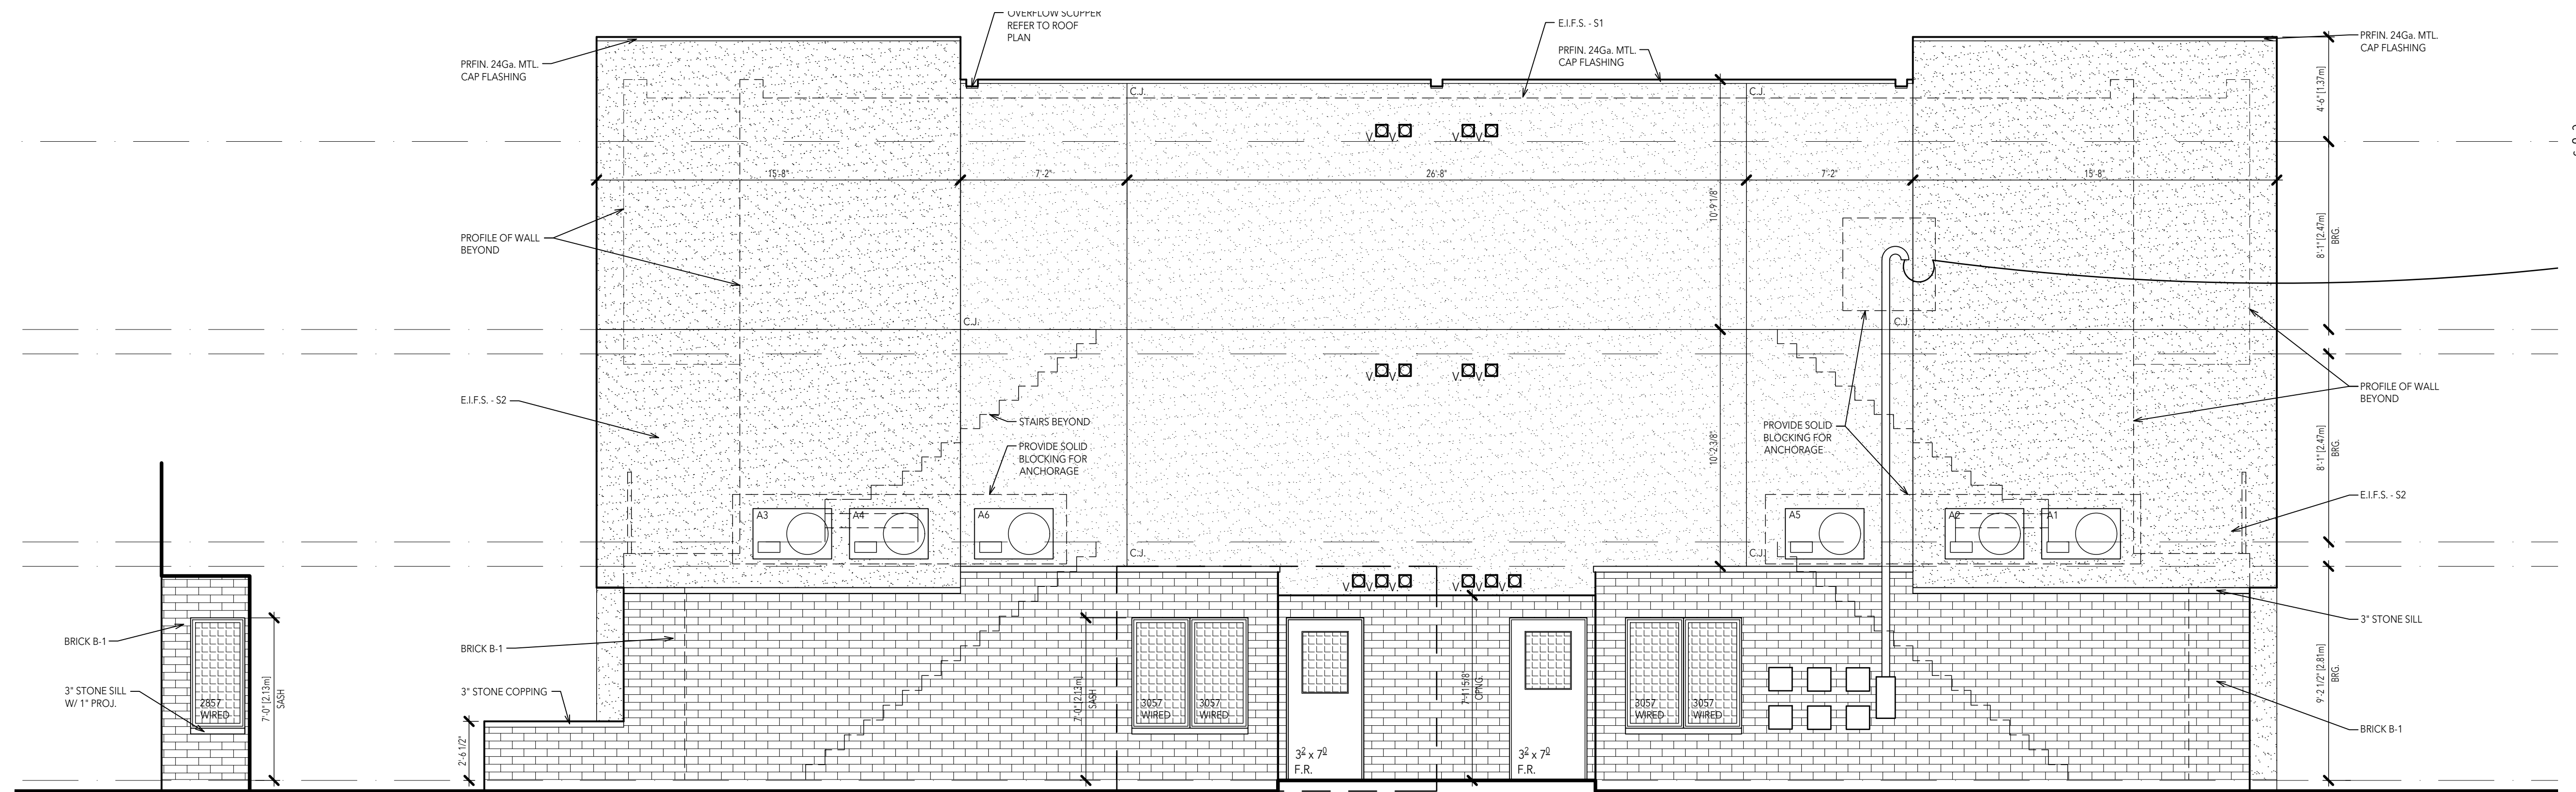 OVERFLOW SCUPPER
REFER TO ROOF
PLAN
E.I.F.S. - S1
PRFIN. 24Ga. MTL.
CAP FLASHING
PRFIN. 24Ga. MTL.
CAP FLASHING
PRFIN. 24Ga. MTL.
CAP FLASHING
C.J.
C.J.
4'-6" [1.37m]
V.
V.
V.
V.
15'-8"
7'-2"
26'-8"
7'-2"
15'-8"
10'-9 1/8"
8'-1" [2.47m]
BRG.
PROFILE OF WALL
BEYOND
C.J.
C.J.
V.
V.
V.
V.
PROFILE OF WALL
BEYOND
E.I.F.S. - S2
STAIRS BEYOND
PROVIDE SOLID
BLOCKING FOR
ANCHORAGE
10'-2 3/8"
PROVIDE SOLID
BLOCKING FOR
ANCHORAGE
8'-1" [2.47m]
BRG.
E.I.F.S. - S2
A3
A4
A6
A5
A2
A1
C.J.
C.J.
V.
V.
V.
V.
V.
V.
3" STONE SILL
BRICK B-1
BRICK B-1
3" STONE SILL
W/ 1" PROJ.
2857
WIRED
7'-0" [2.13m]
SASH
3" STONE COPPING
2'-6 1/2"
7'-0" [2.13m]
SASH
3057
WIRED
3057
WIRED
3² x 7⁰
F.R.
7'-11 5/8"
OPNG.
3² x 7⁰
F.R.
3057
WIRED
3057
WIRED
9'-2 1/2" [2.81m]
BRG.
BRICK B-1